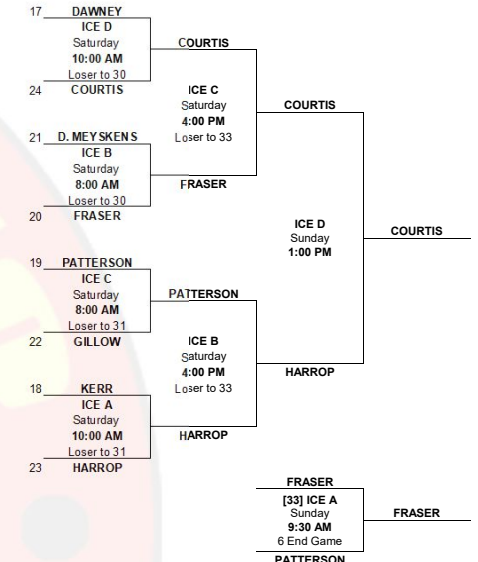 17 DAWNEY
ICE D
Saturday
10:00 AM
Loser to 30
24 COURTIS
COURTIS
ICE C
Saturday
4:00 PM
Loser to 33
COURTIS
21 D. MEYSKENS
ICE B
Saturday
8:00 AM
Loser to 30
20 FRASER
FRASER
ICE D
Sunday
1:00 PM
COURTIS
19 PATTERSON
ICE C
Saturday
8:00 AM
Loser to 31
22 GILLOW
PATTERSON
ICE B
Saturday
4:00 PM
Loser to 33
HARROP
18 KERR
ICE A
Saturday
10:00 AM
Loser to 31
23 HARROP
HARROP
FRASER
[33] ICE A
Sunday
9:30 AM
6 End Game
PATTERSON
FRASER